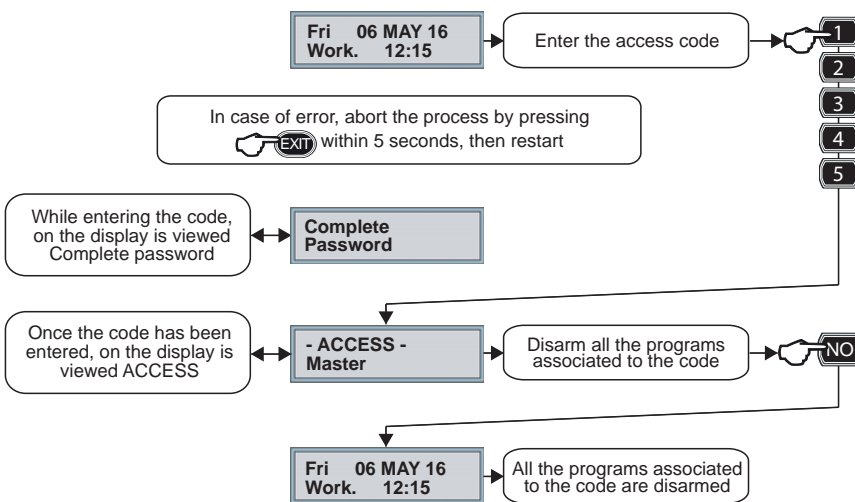 Fri 06 MAY 16
Work. 12:15
Enter the access code
1
2
3
4
5
In case of error, abort the process by pressing
EXIT within 5 seconds, then restart
While entering the code,
on the display is viewed
Complete password
Complete
Password
Once the code has been
entered, on the display is
viewed ACCESS
- ACCESS -
Master
Disarm all the programs
associated to the code
NO
Fri 06 MAY 16
Work. 12:15
All the programs associated
to the code are disarmed